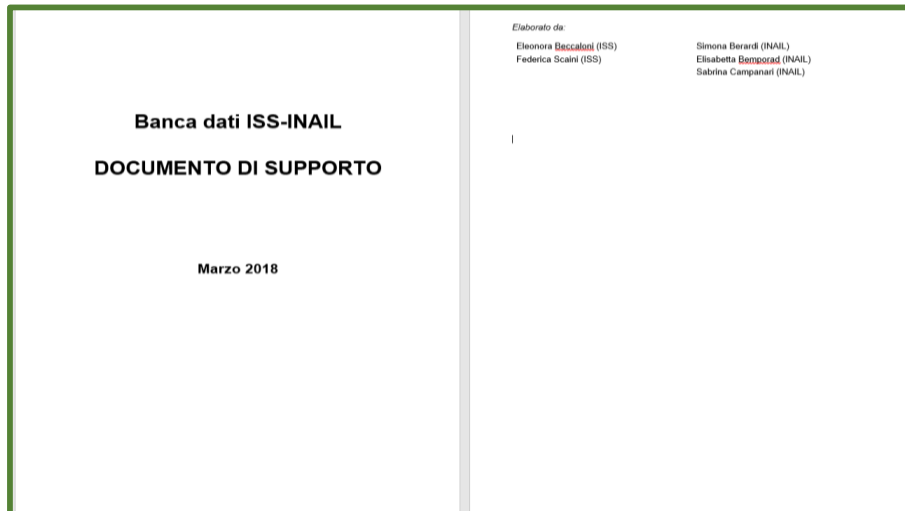 Banca dati ISS-INAIL
DOCUMENTO DI SUPPORTO
Marzo 2018
Elaborato da:
Eleonora Beccaloni (ISS)
Federica Scaini (ISS)
Simona Berardi (INAIL)
Elisabetta Bemporad (INAIL)
Sabrina Campanari (INAIL)